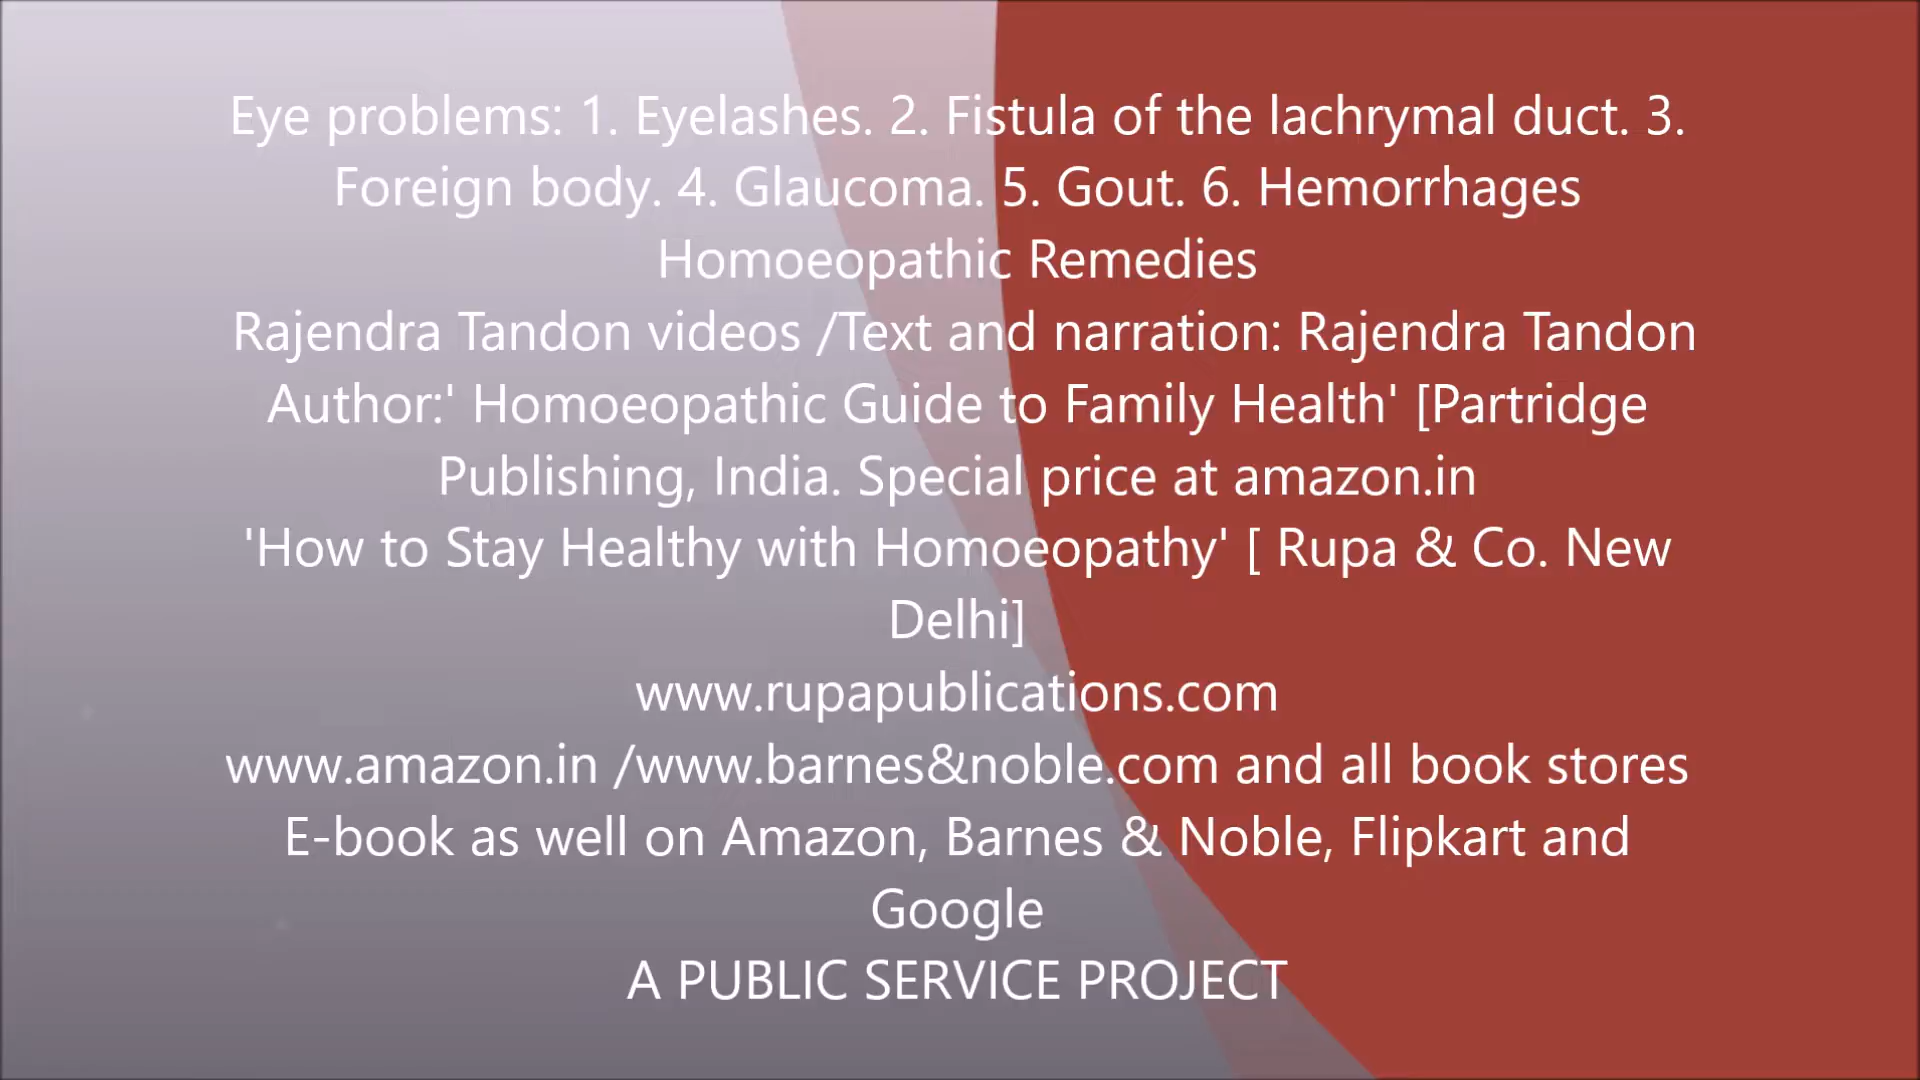 Eye problems: 1. Eyelashes. 2. Fistula of the lachrymal duct. 3.
Foreign body. 4. Glaucoma. 5. Gout. 6. Hemorrhages
Homoeopathic Remedies
Rajendra Tandon videos /Text and narration: Rajendra Tandon
Author:' Homoeopathic Guide to Family Health' [Partridge
Publishing, India. Special price at amazon.in
'How to Stay Healthy with Homoeopathy' [ Rupa & Co. New
Delhi]
www.rupapublications.com
www.amazon.in /www.barnes&noble.com and all book stores
E-book as well on Amazon, Barnes & Noble, Flipkart and
Google
A PUBLIC SERVICE PROJECT